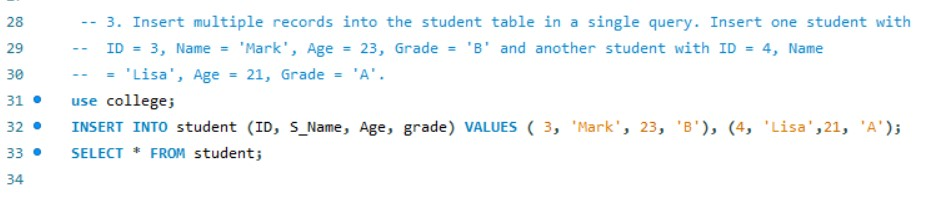 28 -- 3. Insert multiple records into the student table in a single query. Insert one student with
29 -- ID = 3, Name = 'Mark', Age = 23, Grade = 'B' and another student with ID = 4, Name
30 -- = 'Lisa', Age = 21, Grade = 'A'.
31 use college;
32 INSERT INTO student (ID, S_Name, Age, grade) VALUES ( 3, 'Mark', 23, 'B'), (4, 'Lisa',21, 'A');
33 SELECT * FROM student;
34